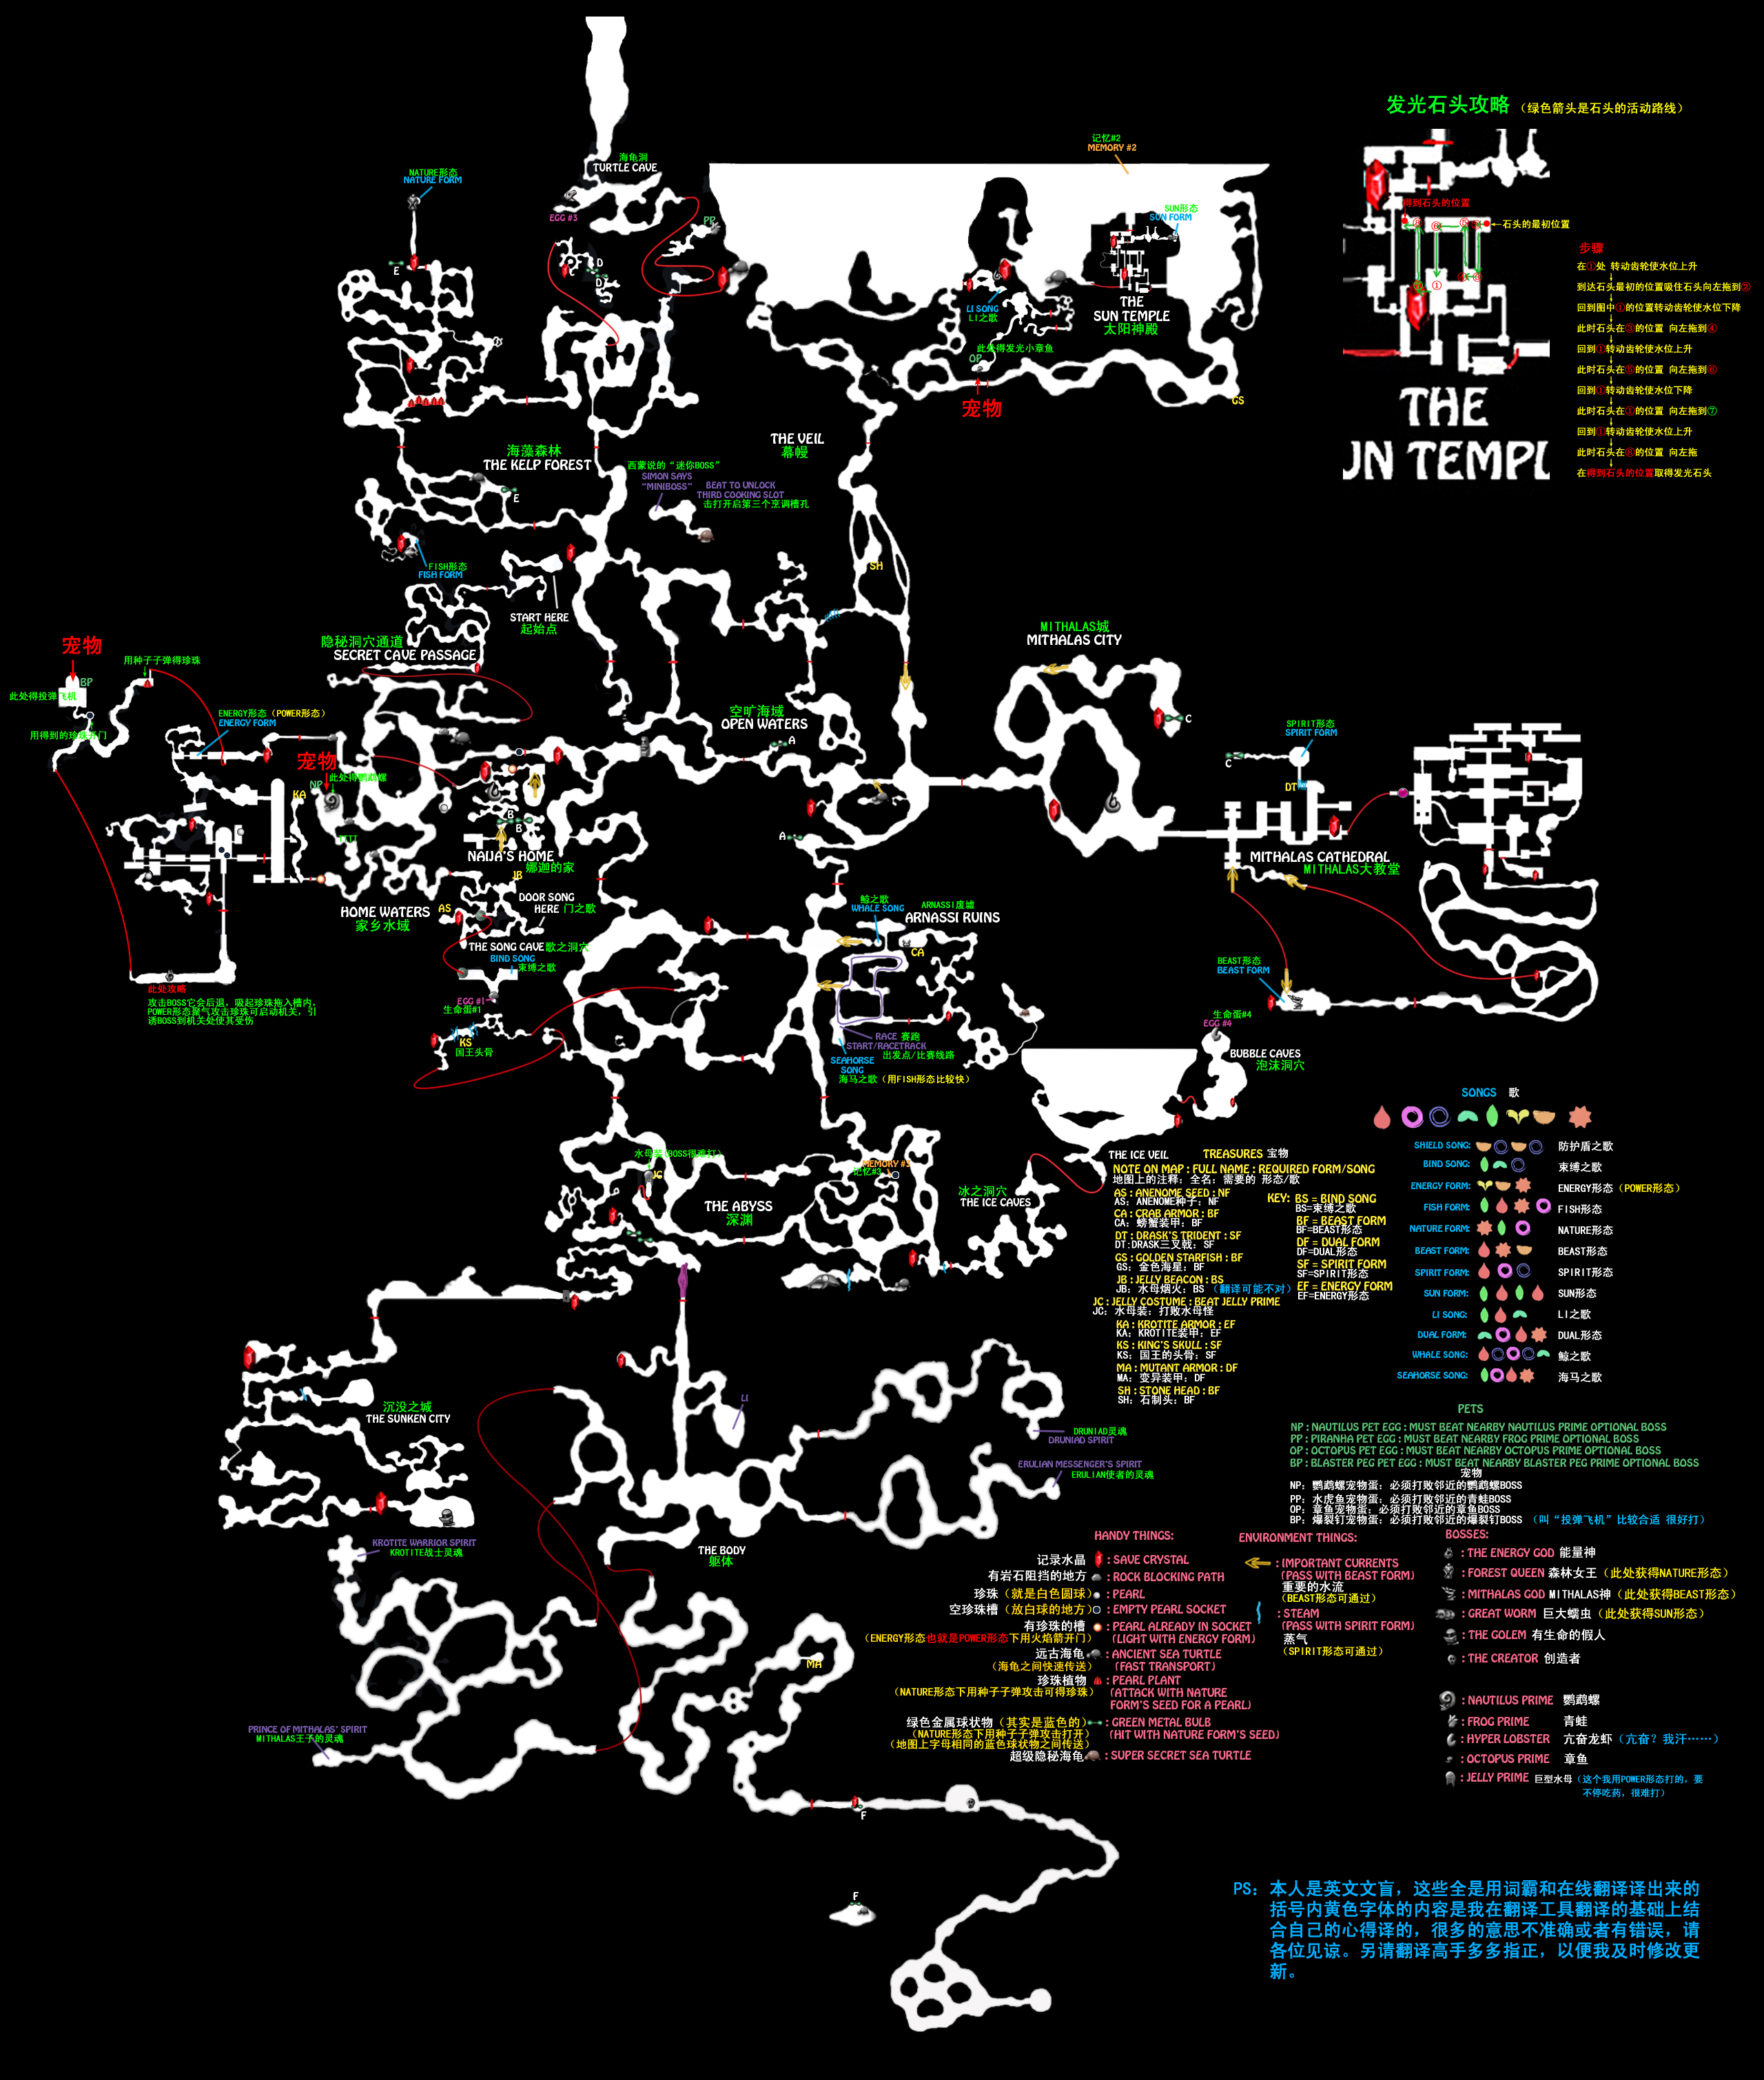 发光石头攻略（绿色箭头是石头的活动路线）
得到石头的位置
石头的最初位置
步骤
在①处 转动齿轮使水位上升
到达石头最初的位置吸住石头向左拖到②
回到图中①的位置转动齿轮使水位下降
此时石头在③的位置 向左拖到④
回到①转动齿轮使水位上升
此时石头在⑤的位置 向左拖到⑥
回到①转动齿轮使水位下降
此时石头在①的位置 向左拖到⑦
回到①转动齿轮使水位上升
此时石头在⑧的位置 向左拖
在得到石头的位置取得发光石头
THE
UN TEMPL
记忆#2
MEMORY #2
海龟洞
TURTLE CAVE
EGG #3
NATURE形态
NATURE FORM
E
PP
C
D
D
SUN形态
SUN FORM
LI SONG
LI之歌
THE
SUN TEMPLE
太阳神殿
此处得发光小章鱼
OP
宠物
GS
THE VEIL
幕幔
海藻森林
THE KELP FOREST
E
西蒙说的“迷你BOSS”
SIMON SAYS
"MINIBOSS"
BEAT TO UNLOCK
THIRD COOKING SLOT
击打开启第三个烹调槽孔
FISH形态
FISH FORM
SH
START HERE
起始点
隐秘洞穴通道
SECRET CAVE PASSAGE
MITHALAS城
MITHALAS CITY
C
宠物
BP
用种子子弹得珍珠
此处得投弹飞机
用得到的珍珠开门
ENERGY形态（POWER形态）
ENERGY FORM
宠物
此处得鹦鹉螺
NP
KA
空旷海域
OPEN WATERS
A
A
B
B
NAIJA'S HOME
娜迦的家
JB
HOME WATERS
家乡水域
AS
DOOR SONG
HERE 门之歌
THE SONG CAVE歌之洞穴
BIND SONG
束缚之歌
EGG #1
生命蛋#1
KS
国王头骨
此处攻略
攻击BOSS它会后退，吸起珍珠拖入槽内，
POWER形态聚气攻击珍珠可启动机关，引
诱BOSS到机关处使其受伤
SPIRIT形态
SPIRIT FORM
C
DT
MITHALAS CATHEDRAL
MITHALAS大教堂
BEAST形态
BEAST FORM
鲸之歌
WHALE SONG
ARNASSI废墟
ARNASSI RUINS
CA
RACE 赛跑
START/RACETRACK
出发点/比赛线路
SEAHORSE
SONG
海马之歌（用FISH形态比较快）
生命蛋#4
EGG #4
BUBBLE CAVES
泡沫洞穴
水母装(BOSS很难打)
JC
MEMORY #3
记忆#3
THE ABYSS
深渊
冰之洞穴
THE ICE CAVES
THE ICE VEIL
TREASURES 宝物
NOTE ON MAP : FULL NAME : REQUIRED FORM/SONG
地图上的注释：全名：需要的 形态/歌
AS : ANENOME SEED : NF
AS: ANENOME种子: NF
CA : CRAB ARMOR : BF
CA: 螃蟹装甲: BF
DT : DRASK'S TRIDENT : SF
DT:DRASK三叉戟: SF
GS : GOLDEN STARFISH : BF
GS: 金色海星: BF
JB : JELLY BEACON : BS
JB: 水母烟火: BS （翻译可能不对）
JC : JELLY COSTUME : BEAT JELLY PRIME
JC: 水母装: 打败水母怪
KA : KROTITE ARMOR : EF
KA: KROTITE装甲: EF
KS : KING'S SKULL : SF
KS: 国王的头骨: SF
MA : MUTANT ARMOR : DF
MA: 变异装甲: DF
SH : STONE HEAD : BF
SH: 石制头: BF
KEY: BS = BIND SONG
BS=束缚之歌
BF = BEAST FORM
BF=BEAST形态
DF = DUAL FORM
DF=DUAL形态
SF = SPIRIT FORM
SF=SPIRIT形态
EF = ENERGY FORM
EF=ENERGY形态
SONGS 歌
SHIELD SONG: 防护盾之歌
BIND SONG: 束缚之歌
ENERGY FORM: ENERGY形态（POWER形态）
FISH FORM: FISH形态
NATURE FORM: NATURE形态
BEAST FORM: BEAST形态
SPIRIT FORM: SPIRIT形态
SUN FORM: SUN形态
LI SONG: LI之歌
DUAL FORM: DUAL形态
WHALE SONG: 鲸之歌
SEAHORSE SONG: 海马之歌
PETS
NP : NAUTILUS PET EGG : MUST BEAT NEARBY NAUTILUS PRIME OPTIONAL BOSS
PP : PIRANHA PET EGG : MUST BEAT NEARBY FROG PRIME OPTIONAL BOSS
OP : OCTOPUS PET EGG : MUST BEAT NEARBY OCTOPUS PRIME OPTIONAL BOSS
BP : BLASTER PEG PET EGG : MUST BEAT NEARBY BLASTER PEG PRIME OPTIONAL BOSS
宠物
NP: 鹦鹉螺宠物蛋: 必须打败邻近的鹦鹉螺BOSS
PP: 水虎鱼宠物蛋: 必须打败邻近的青蛙BOSS
OP: 章鱼宠物蛋: 必须打败邻近的章鱼BOSS
BP: 爆裂钉宠物蛋: 必须打败邻近的爆裂钉BOSS （叫“投弹飞机”比较合适 很好打）
沉没之城
THE SUNKEN CITY
LI
DRUNIAD灵魂
DRUNIAD SPIRIT
ERULIAN MESSENGER'S SPIRIT
ERULIAN使者的灵魂
KROTITE WARRIOR SPIRIT
KROTITE战士灵魂
THE BODY
躯体
MA
PRINCE OF MITHALAS' SPIRIT
MITHALAS王子的灵魂
F
F
HANDY THINGS:
记录水晶 : SAVE CRYSTAL
有岩石阻挡的地方 : ROCK BLOCKING PATH
珍珠（就是白色圆球） : PEARL
空珍珠槽（放白球的地方） : EMPTY PEARL SOCKET
有珍珠的槽 : PEARL ALREADY IN SOCKET
（ENERGY形态也就是POWER形态下用火焰箭开门） (LIGHT WITH ENERGY FORM)
远古海龟 : ANCIENT SEA TURTLE
（海龟之间快速传送） (FAST TRANSPORT)
珍珠植物 : PEARL PLANT
（NATURE形态下用种子子弹攻击可得珍珠） (ATTACK WITH NATURE
FORM'S SEED FOR A PEARL)
绿色金属球状物（其实是蓝色的） : GREEN METAL BULB
（NATURE形态下用种子子弹攻击打开） (HIT WITH NATURE FORM'S SEED)
（地图上字母相同的蓝色球状物之间传送）
超级隐秘海龟 : SUPER SECRET SEA TURTLE
ENVIRONMENT THINGS:
: IMPORTANT CURRENTS
(PASS WITH BEAST FORM)
重要的水流
（BEAST形态可通过）
: STEAM
(PASS WITH SPIRIT FORM)
蒸气
（SPIRIT形态可通过）
BOSSES:
: THE ENERGY GOD 能量神
: FOREST QUEEN 森林女王（此处获得NATURE形态）
: MITHALAS GOD MITHALAS神（此处获得BEAST形态）
: GREAT WORM 巨大蠕虫（此处获得SUN形态）
: THE GOLEM 有生命的假人
: THE CREATOR 创造者
: NAUTILUS PRIME 鹦鹉螺
: FROG PRIME 青蛙
: HYPER LOBSTER 亢奋龙虾（亢奋？我汗……）
: OCTOPUS PRIME 章鱼
: JELLY PRIME 巨型水母（这个我用POWER形态打的，要
不停吃药，很难打）
PS: 本人是英文文盲，这些全是用词霸和在线翻译译出来的
括号内黄色字体的内容是我在翻译工具翻译的基础上结
合自己的心得译的，很多的意思不准确或者有错误，请
各位见谅。另请翻译高手多多指正，以便我及时修改更
新。